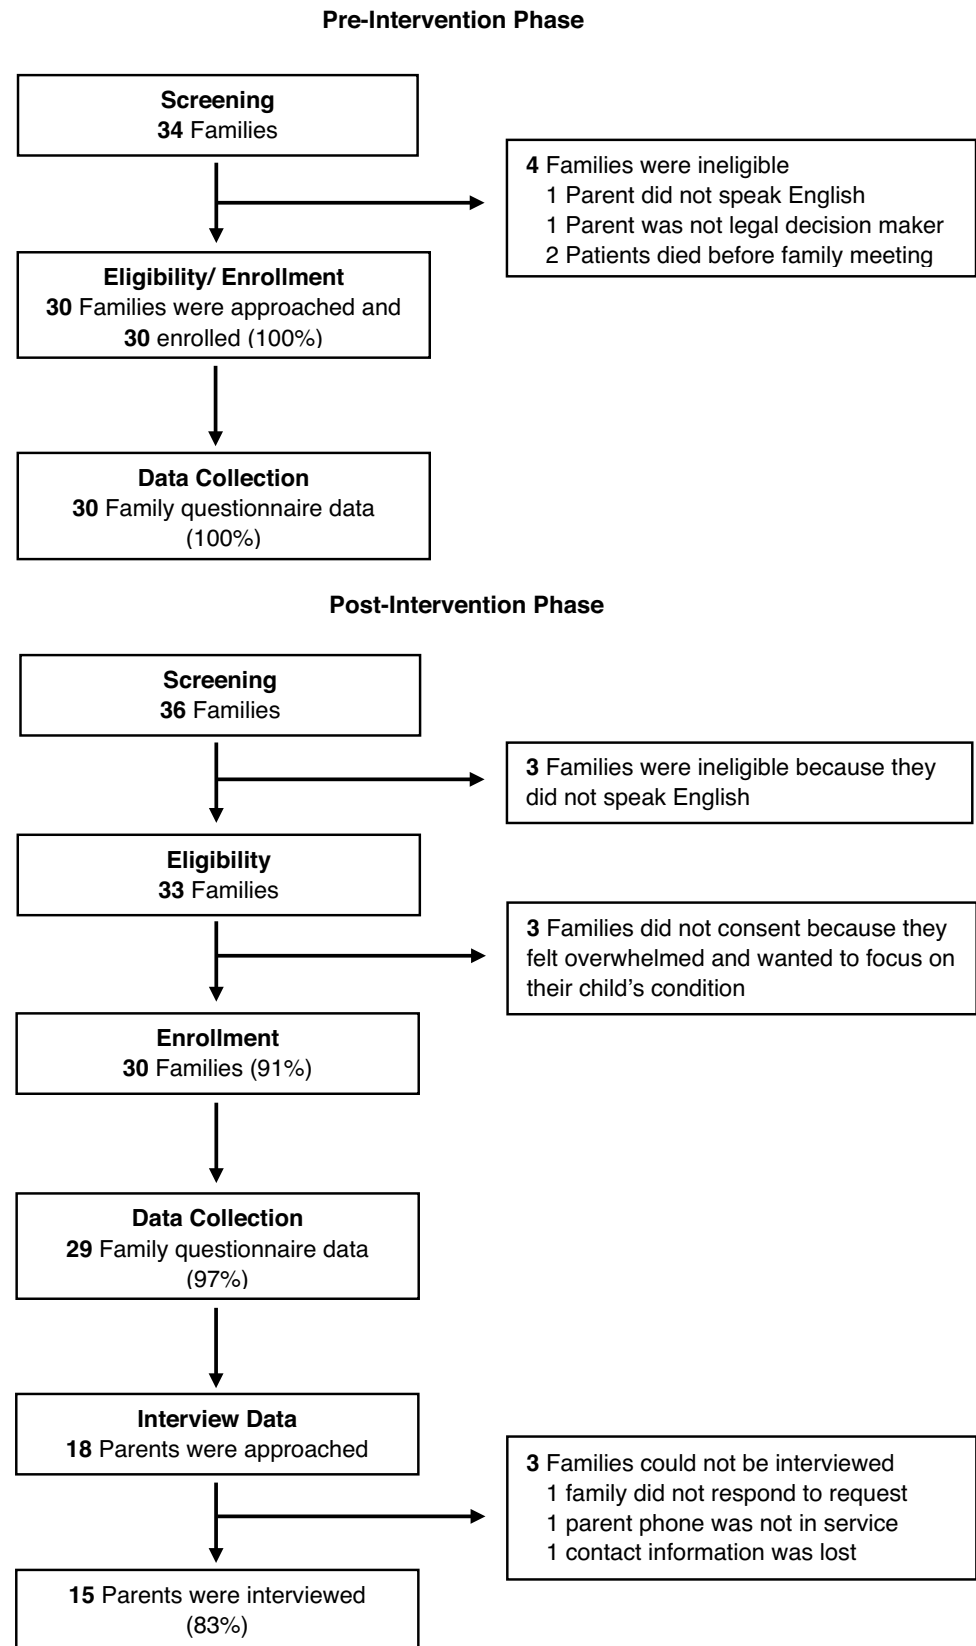 Pre-Intervention Phase
Screening
34 Families
4 Families were ineligible
1 Parent did not speak English
1 Parent was not legal decision maker
2 Patients died before family meeting
Eligibility/ Enrollment
30 Families were approached and
30 enrolled (100%)
Data Collection
30 Family questionnaire data
(100%)
Post-Intervention Phase
Screening
36 Families
3 Families were ineligible because they
did not speak English
Eligibility
33 Families
3 Families did not consent because they
felt overwhelmed and wanted to focus on
their child’s condition
Enrollment
30 Families (91%)
Data Collection
29 Family questionnaire data
(97%)
Interview Data
18 Parents were approached
3 Families could not be interviewed
1 family did not respond to request
1 parent phone was not in service
1 contact information was lost
15 Parents were interviewed
(83%)